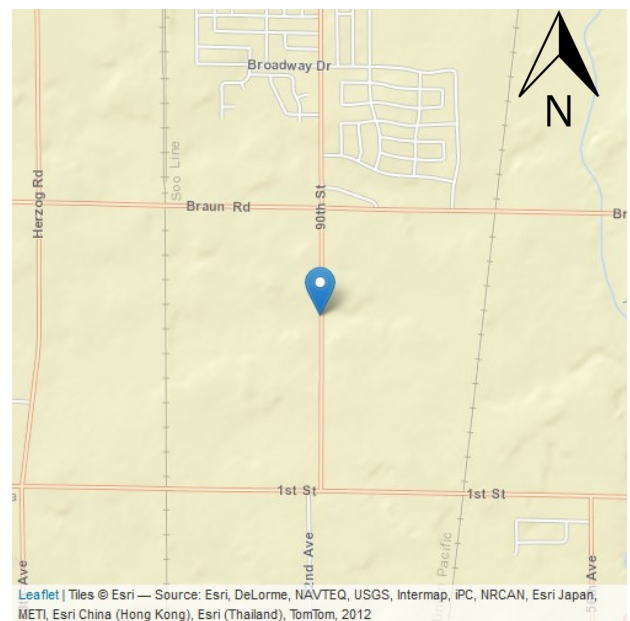 Broadway Dr
N
Soo Line
Herzog Rd
90th St
Braun Rd
Br
1st St
1st St
2nd Ave
Pacific
56th Ave
Ave
Leaflet | Tiles © Esri — Source: Esri, DeLorme, NAVTEQ, USGS, Intermap, iPC, NRCAN, Esri Japan,
METI, Esri China (Hong Kong), Esri (Thailand), TomTom, 2012